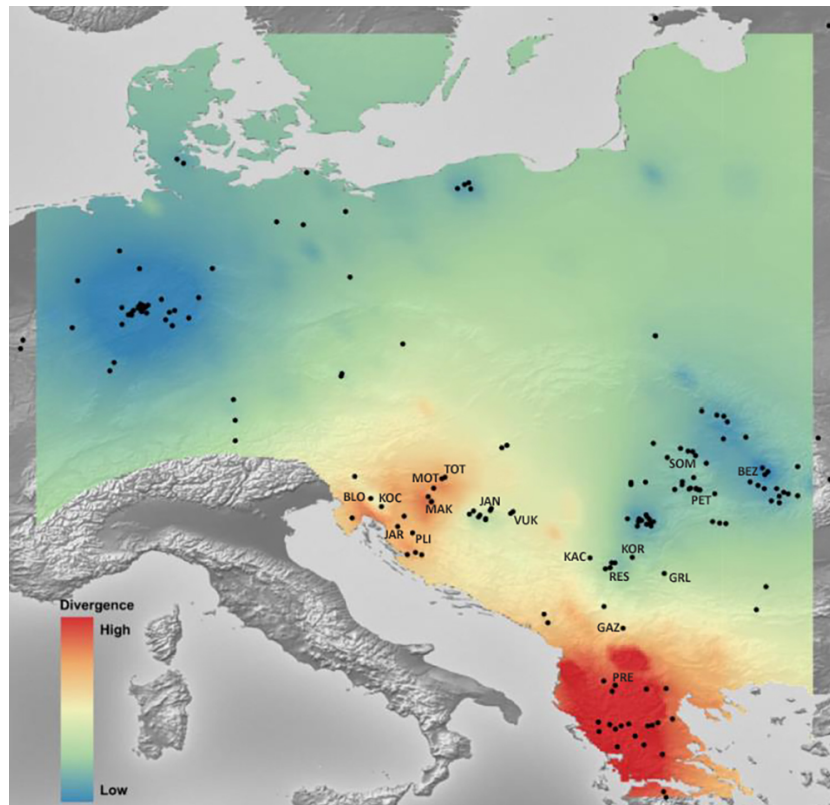 SOM
BEZ
TOT
MOT
BLO
KOC
MAK
PET
JAN
VUK
JAR
PLI
KAC
KOR
RES
GRL
Divergence
High
GAZ
PRE
Low